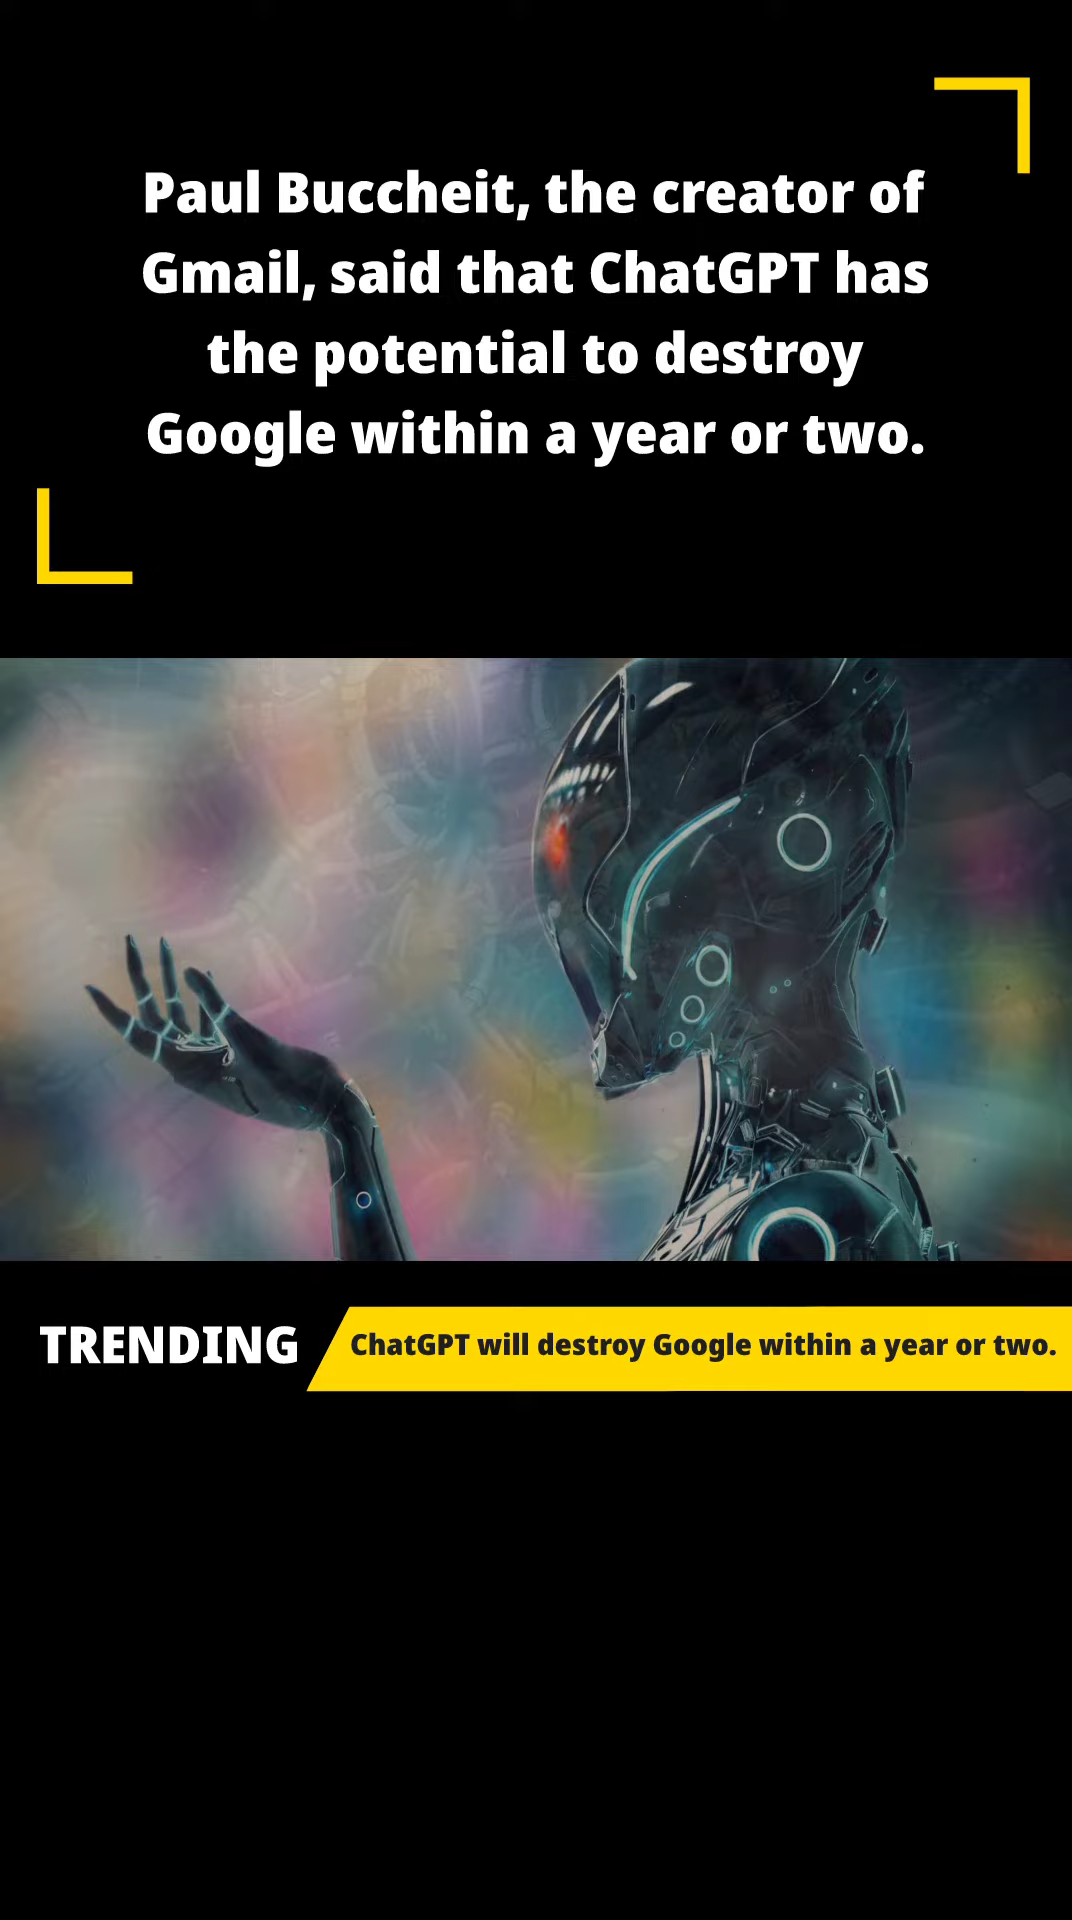 Paul Buccheit, the creator of
Gmail, said that ChatGPT has
the potential to destroy
Google within a year or two.
TRENDING
ChatGPT will destroy Google within a year or two.